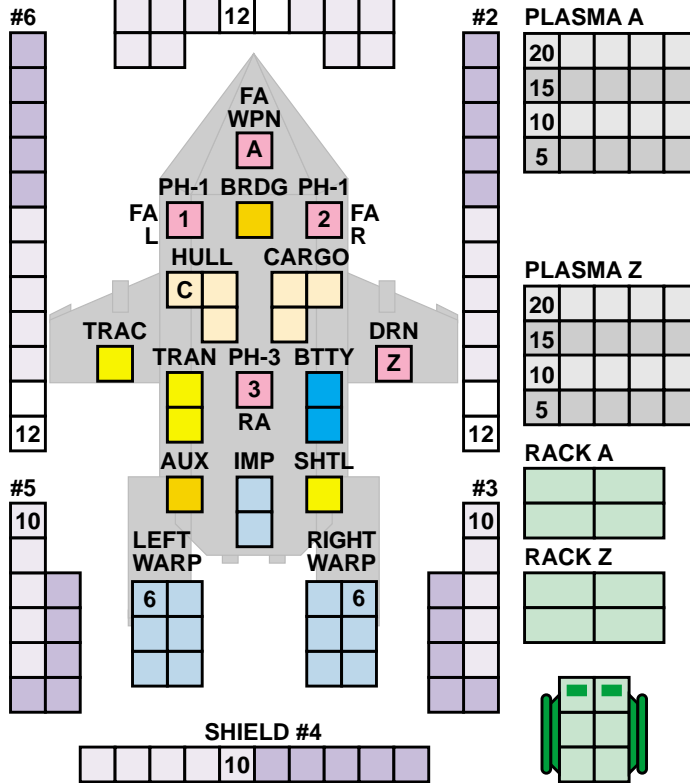 12
#6
#2
PLASMA A
20
15
10
5
FA
WPN
A
PH-1 BRDG PH-1
FA L
1
2
FA R
HULL
CARGO
C
PLASMA Z
20
15
10
5
TRAC
DRN
Z
TRAN PH-3 BTTY
3
RA
12
12
AUX IMP SHTL
RACK A
#5
#3
10
10
LEFT WARP
RIGHT WARP
RACK Z
6
6
SHIELD #4
10